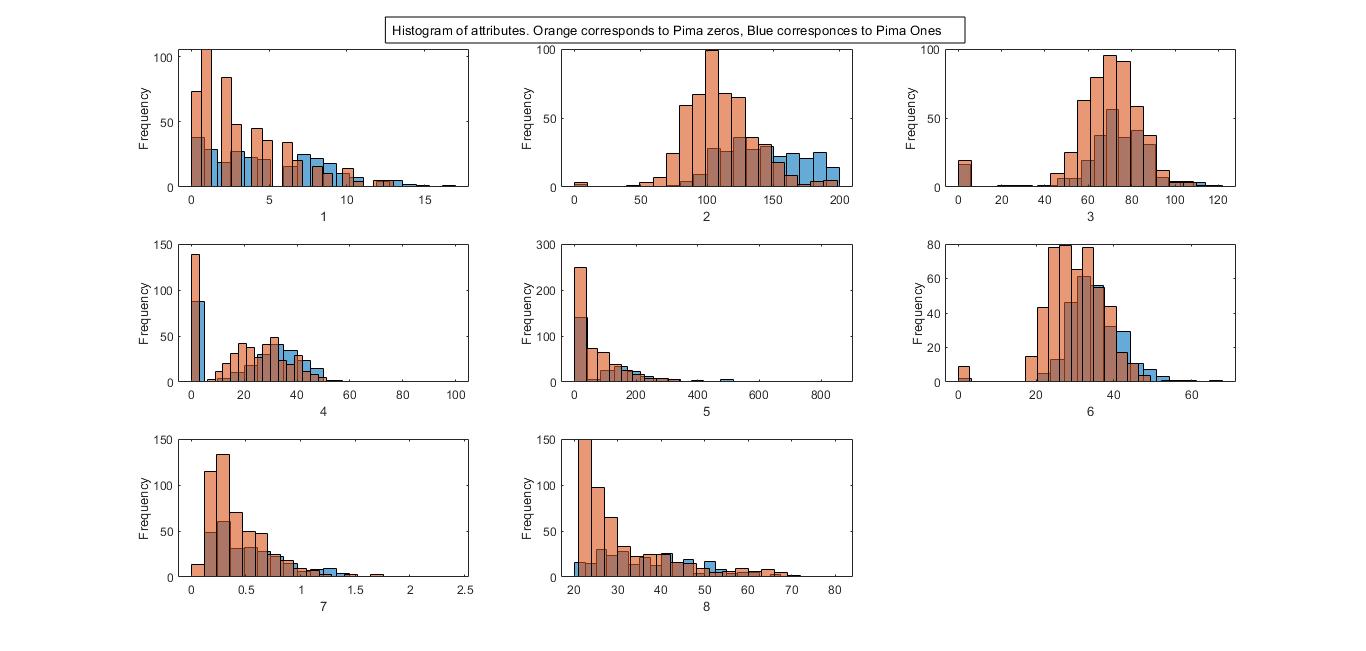 Histogram of attributes. Orange corresponds to Pima zeros, Blue corresponces to Pima Ones
Frequency
100
50
0
0 5 10 15
1
Frequency
100
50
0
0 50 100 150 200
2
Frequency
100
50
0
0 20 40 60 80 100 120
3
Frequency
150
100
50
0
0 20 40 60 80 100
4
Frequency
300
200
100
0
0 200 400 600 800
5
Frequency
80
60
40
20
0
0 20 40 60
6
Frequency
150
100
50
0
0 0.5 1 1.5 2 2.5
7
Frequency
150
100
50
0
20 30 40 50 60 70 80
8